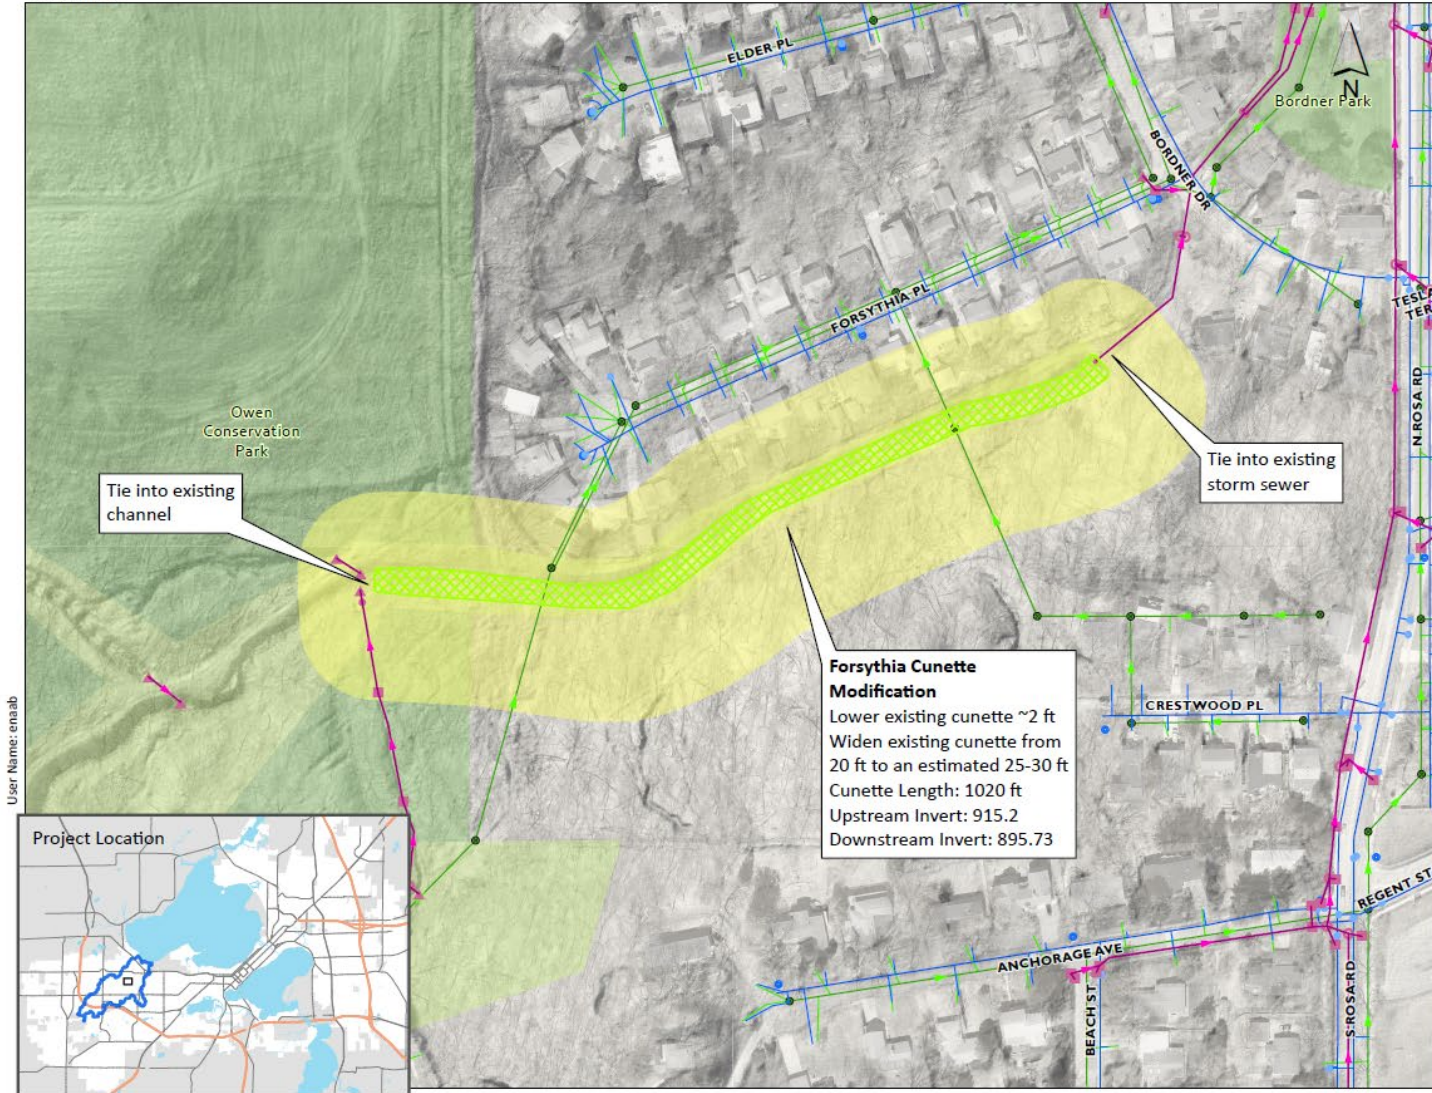 ELDER PL
N
Bordner Park
BORDNER DR
FORSYTHIA PL
TESLA
TER
N ROSA RD
Owen
Conservation
Park
Tie into existing
channel
Tie into existing
storm sewer
Forsythia Cunette
Modification
Lower existing cunette ~2 ft
Widen existing cunette from
20 ft to an estimated 25-30 ft
Cunette Length: 1020 ft
Upstream Invert: 915.2
Downstream Invert: 895.73
CRESTWOOD PL
User Name: enaab
Project Location
REGENT ST
ANCHORAGE AVE
BEACH ST
S ROSA RD